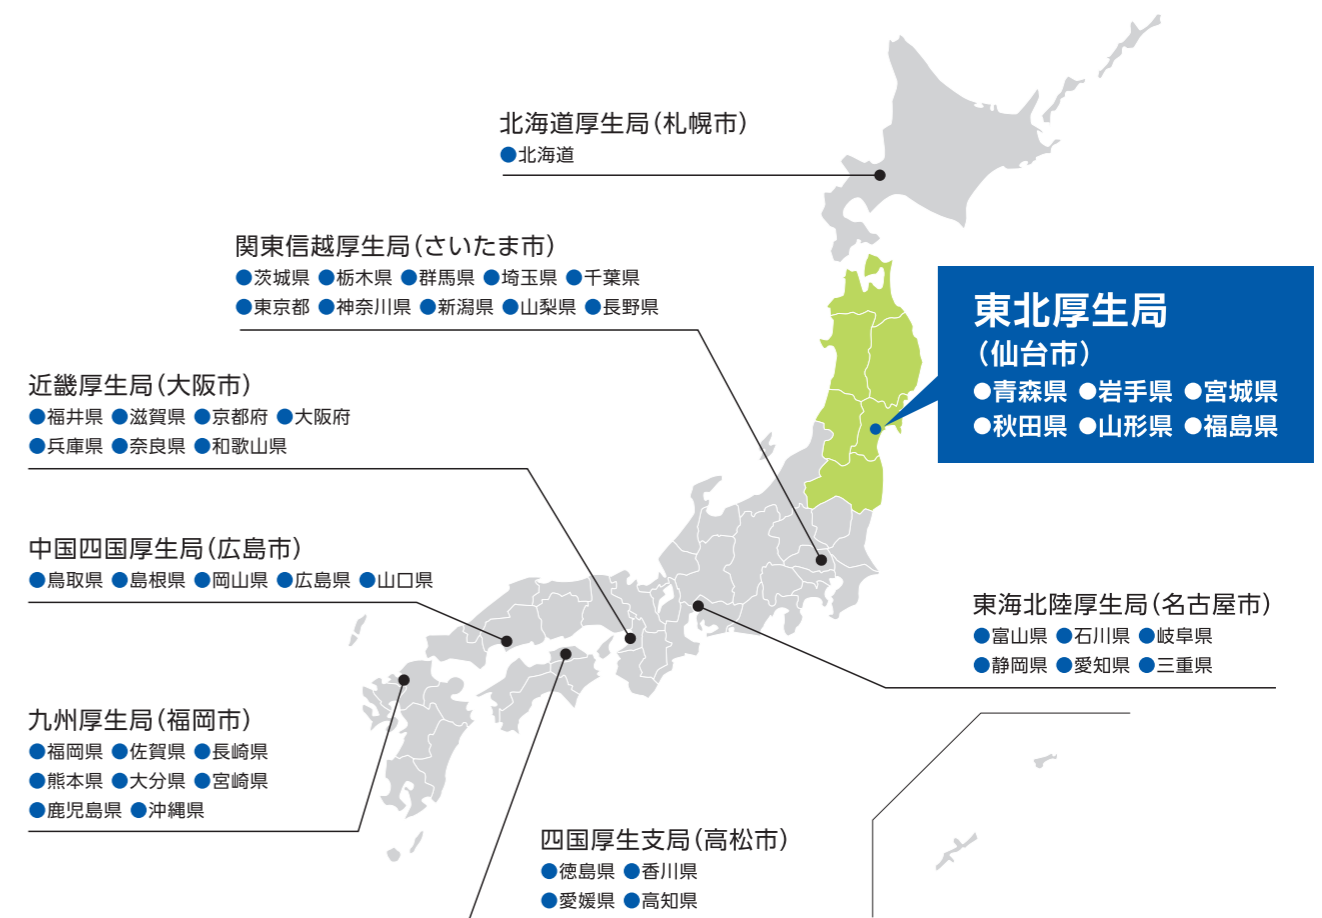 北海道厚生局(札幌市)
●北海道
関東信越厚生局(さいたま市)
●茨城県 ●栃木県 ●群馬県 ●埼玉県 ●千葉県
●東京都 ●神奈川県 ●新潟県 ●山梨県 ●長野県
東北厚生局
(仙台市)
●青森県 ●岩手県 ●宮城県
●秋田県 ●山形県 ●福島県
近畿厚生局(大阪市)
●福井県 ●滋賀県 ●京都府 ●大阪府
●兵庫県 ●奈良県 ●和歌山県
中国四国厚生局(広島市)
●鳥取県 ●島根県 ●岡山県 ●広島県 ●山口県
東海北陸厚生局(名古屋市)
●富山県 ●石川県 ●岐阜県
●静岡県 ●愛知県 ●三重県
九州厚生局(福岡市)
●福岡県 ●佐賀県 ●長崎県
●熊本県 ●大分県 ●宮崎県
●鹿児島県 ●沖縄県
四国厚生支局(高松市)
●徳島県 ●香川県
●愛媛県 ●高知県